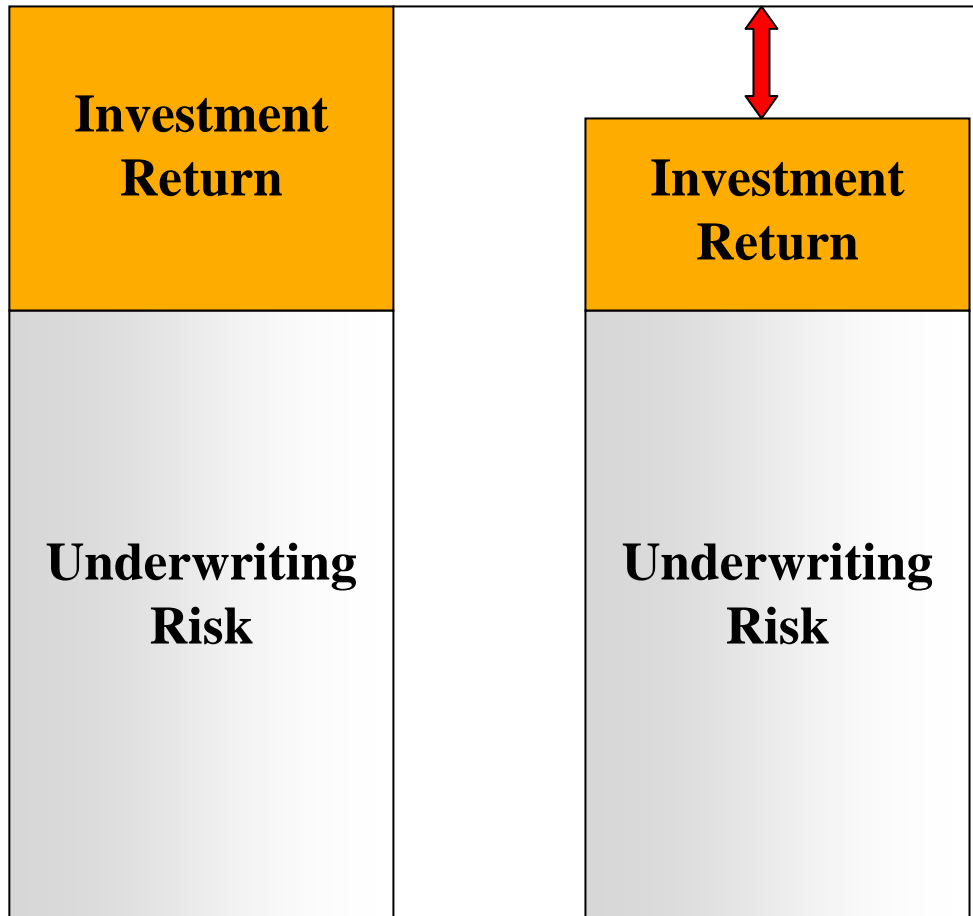 Investment
Return
Investment
Return
Underwriting
Risk
Underwriting
Risk